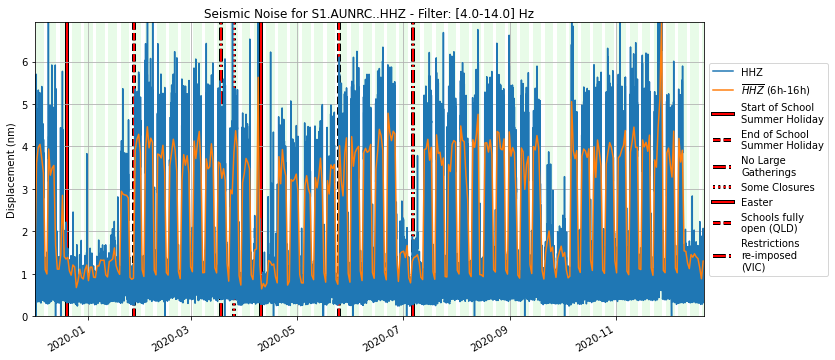 Seismic Noise for S1.AUNRC..HHZ - Filter: [4.0-14.0] Hz
Displacement (nm)
6
5
4
3
2
1
0
2020-01
2020-03
2020-05
2020-07
2020-09
2020-11
HHZ
HHZ (6h-16h)
Start of School
Summer Holiday
End of School
Summer Holiday
No Large
Gatherings
Some Closures
Easter
Schools fully
open (QLD)
Restrictions
re-imposed
(VIC)